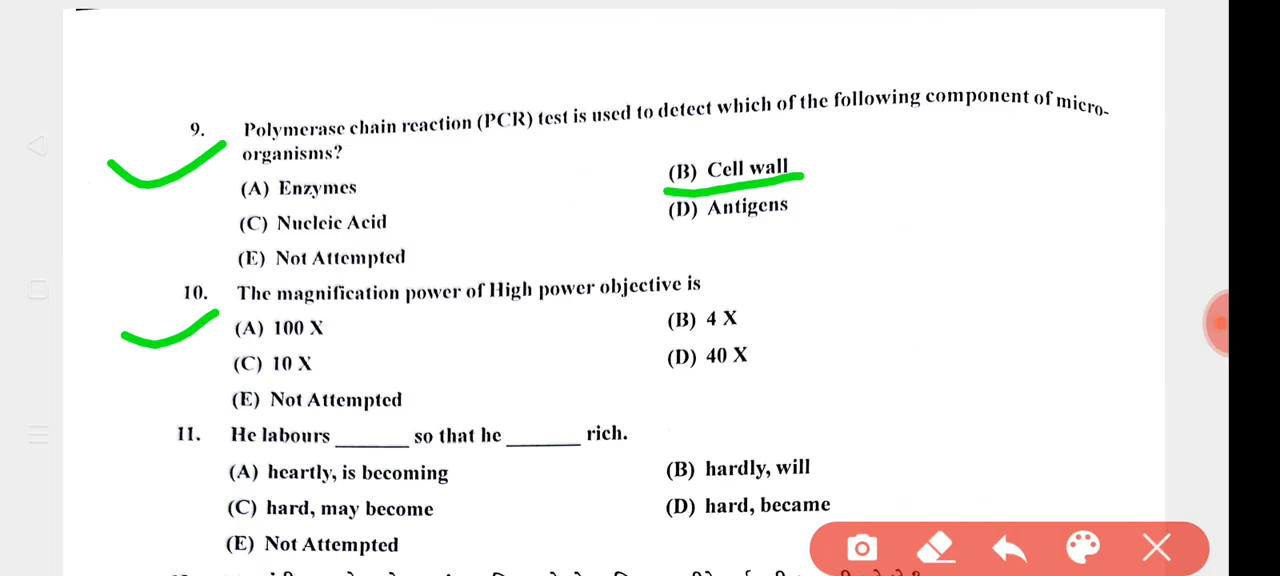 9. Polymerase chain reaction (PCR) test is used to detect which of the following component of micro-
organisms?
(A) Enzymes (B) Cell wall
(C) Nucleic Acid (D) Antigens
(E) Not Attempted
10. The magnification power of High power objective is
(A) 100 X (B) 4 X
(C) 10 X (D) 40 X
(E) Not Attempted
11. He labours _______ so that he _______ rich.
(A) heartly, is becoming (B) hardly, will
(C) hard, may become (D) hard, became
(E) Not Attempted